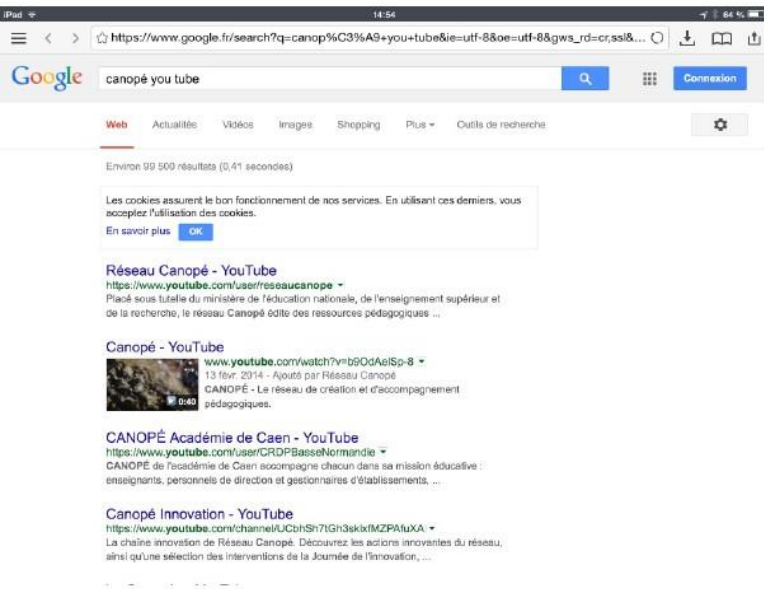 iPad 14:54 64 %
https://www.google.fr/search?q=canop%C3%A9+you+tube&ie=utf-8&oe=utf-8&gws_rd=cr,ssl&...
Google canopé you tube Connexion
Web Actualités Vidéos Images Shopping Plus Outils de recherche
Environ 99 500 résultats (0,41 secondes)
Les cookies assurent le bon fonctionnement de nos services. En utilisant ces derniers, vous
acceptez l'utilisation des cookies.
En savoir plus OK
Réseau Canopé - YouTube
https://www.youtube.com/user/reseaucanope
Placé sous tutelle du ministère de l'éducation nationale, de l'enseignement supérieur et
de la recherche, le réseau Canopé édite des ressources pédagogiques ...
Canopé - YouTube
www.youtube.com/watch?v=b9OdAelSp-8
13 févr. 2014 - Ajouté par Réseau Canopé
CANOPÉ - Le réseau de création et d'accompagnement
0:40 pédagogiques.
CANOPÉ Académie de Caen - YouTube
https://www.youtube.com/user/CRDPBasseNormandie
CANOPÉ de l'académie de Caen accompagne chacun dans sa mission éducative :
enseignants, personnels de direction et gestionnaires d'établissements, ...
Canopé Innovation - YouTube
https://www.youtube.com/channel/UCbhSh7tGh3sklxfMZPAfuXA
La chaîne innovation de Réseau Canopé. Découvrez les actions innovantes du réseau,
ainsi qu'une sélection des interventions de la Journée de l'innovation, ...